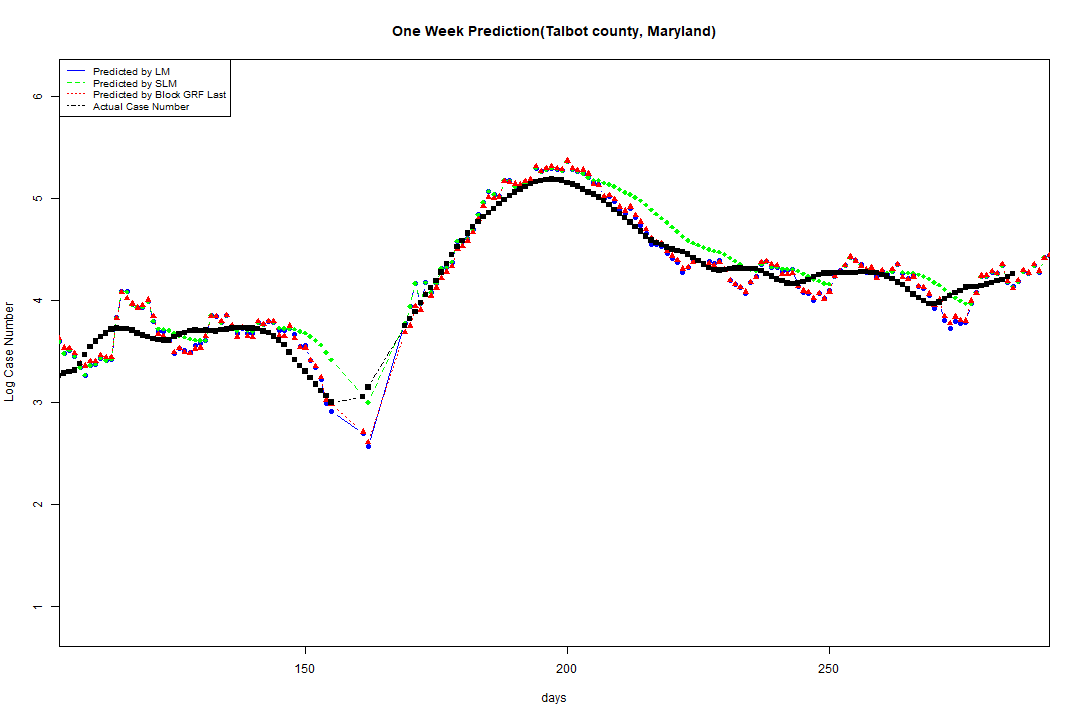 One Week Prediction(Talbot county, Maryland)
Predicted by LM
Predicted by SLM
Predicted by Block GRF Last
Actual Case Number
6
5
4
3
2
1
Log Case Number
150
200
250
days